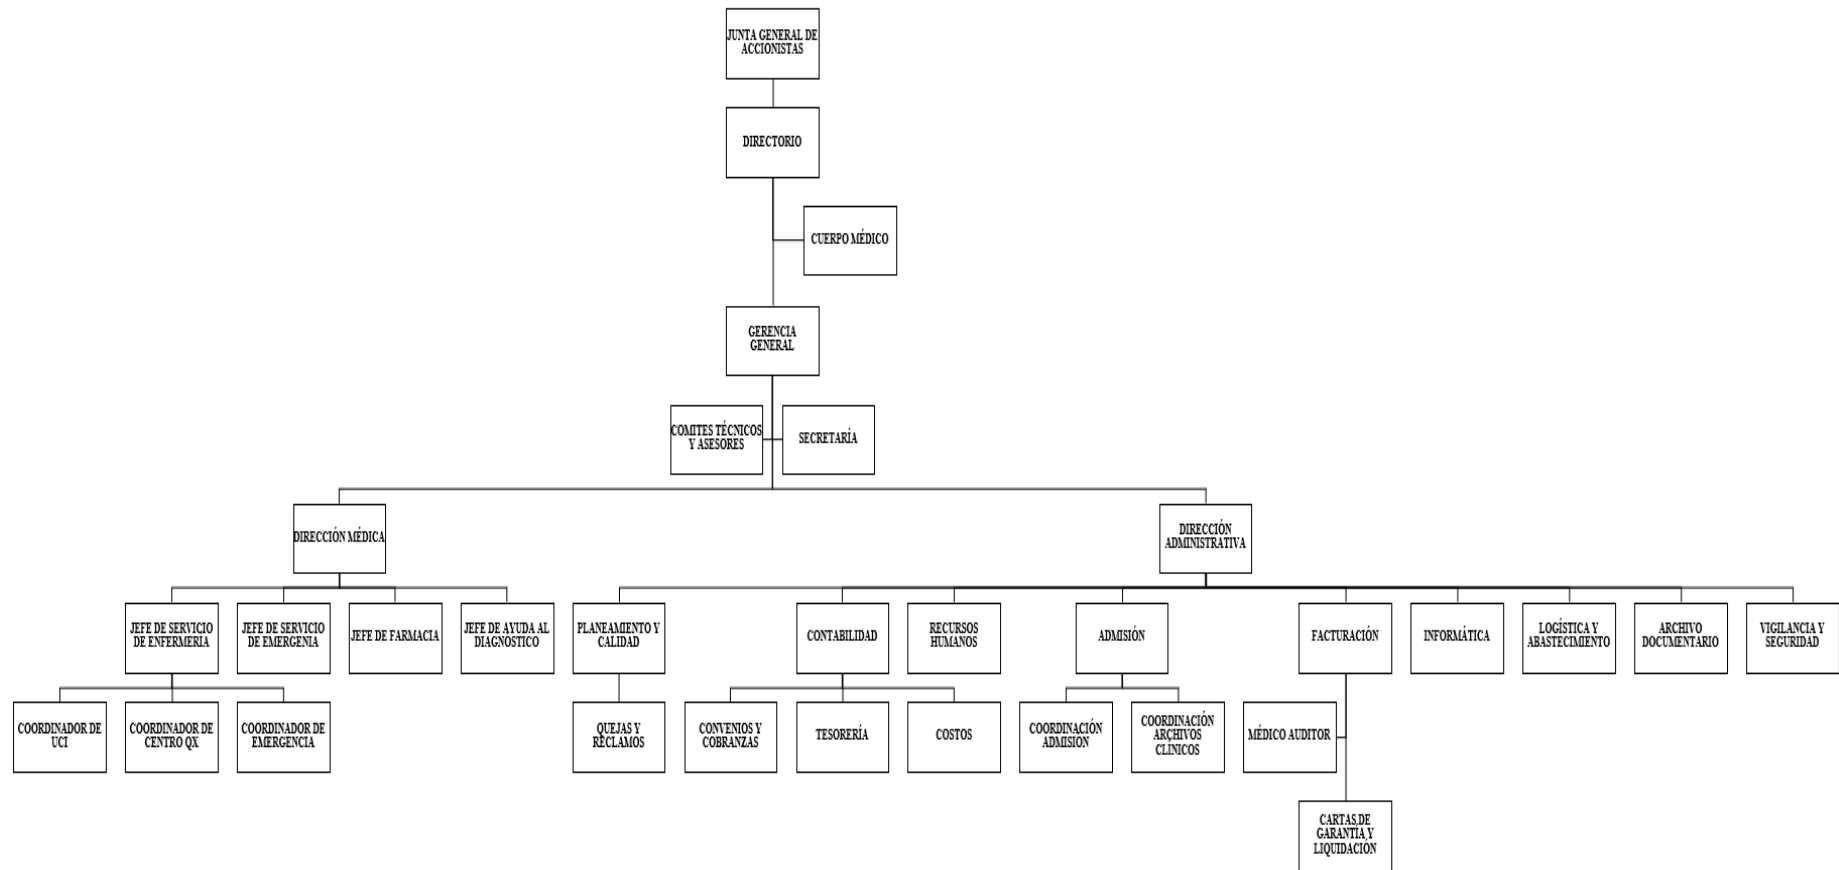 JUNTA GENERAL DE
ACCIONISTAS
DIRECTORIO
CUERPO MÉDICO
GERENCIA
GENERAL
COMITES TÉCNICOS
Y ASESORES
SECRETARÍA
DIRECCIÓN MÉDICA
DIRECCIÓN
ADMINISTRATIVA
JEFE DE SERVICIO
DE ENFERMERIA
JEFE DE SERVICIO
DE EMERGENIA
JEFE DE FARMACIA
JEFE DE AYUDA AL
DIAGNÓSTICO
PLANEAMIENTO Y
CALIDAD
CONTABILIDAD
RECURSOS
HUMANOS
ADMISIÓN
FACTURACIÓN
INFORMÁTICA
LOGÍSTICA Y
ABASTECIMIENTO
ARCHIVO
DOCUMENTARIO
VIGILANCIA Y
SEGURIDAD
COORDINADOR DE
UCI
COORDINADOR DE
CENTRO QX
COORDINADOR DE
EMERGENCIA
QUEJAS Y
RECLAMOS
CONVENIOS Y
COBRANZAS
TESORERÍA
COSTOS
COORDINACIÓN
ADMISIÓN
COORDINACIÓN
ARCHIVOS
CLÍNICOS
MÉDICO AUDITOR
CARTAS DE
GARANTÍA Y
LIQUIDACIÓN